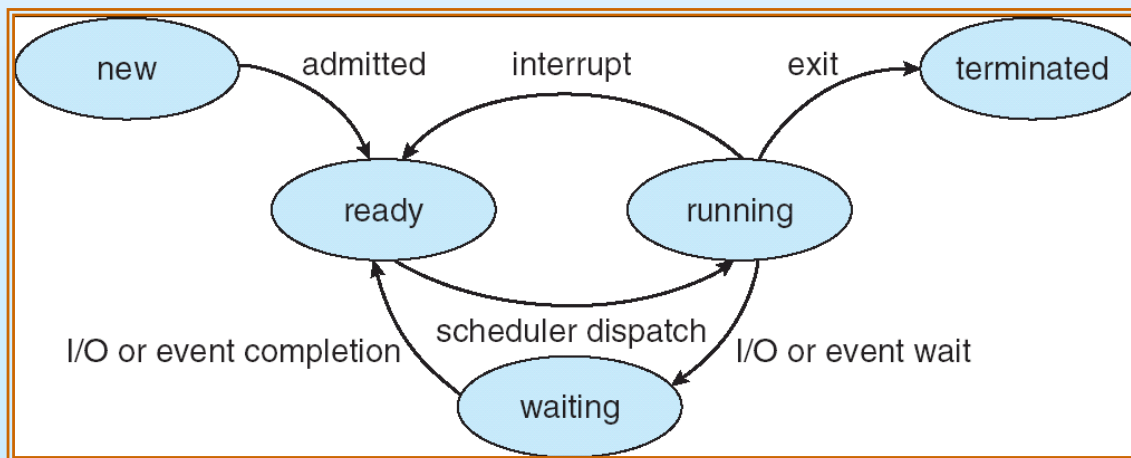 new
admitted
interrupt
exit
terminated
ready
running
I/O or event completion
scheduler dispatch
I/O or event wait
waiting